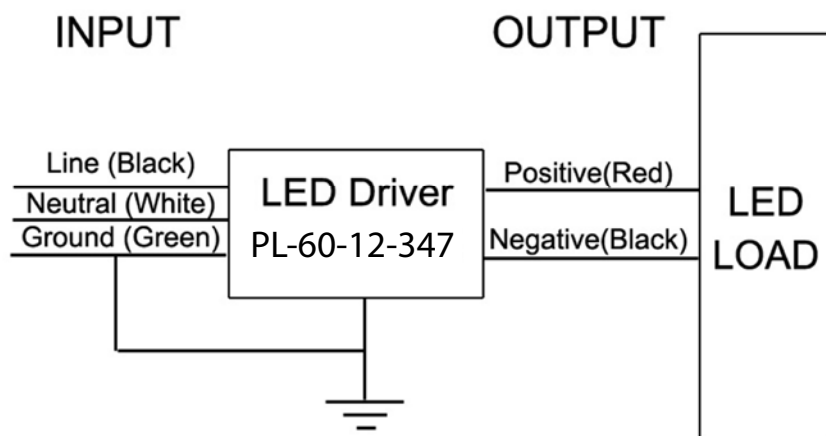 INPUT
OUTPUT
Line (Black)
Neutral (White)
Ground (Green)
LED Driver
PL-60-12-347
Positive(Red)
Negative(Black)
LED
LOAD